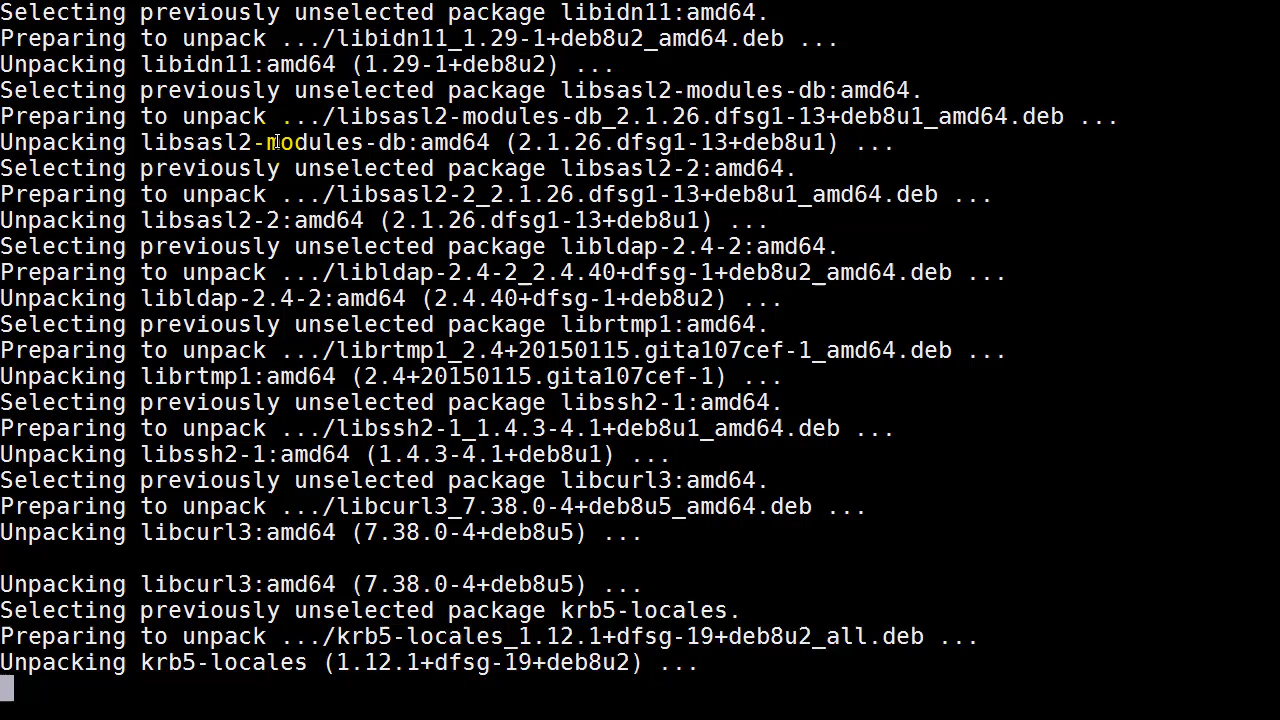 Selecting previously unselected package libidn11:amd64.
Preparing to unpack .../libidn11_1.29-1+deb8u2_amd64.deb ...
Unpacking libidn11:amd64 (1.29-1+deb8u2) ...
Selecting previously unselected package libsasl2-modules-db:amd64.
Preparing to unpack .../libsasl2-modules-db_2.1.26.dfsg1-13+deb8u1_amd64.deb ...
Unpacking libsasl2-modules-db:amd64 (2.1.26.dfsg1-13+deb8u1) ...
Selecting previously unselected package libsasl2-2:amd64.
Preparing to unpack .../libsasl2-2_2.1.26.dfsg1-13+deb8u1_amd64.deb ...
Unpacking libsasl2-2:amd64 (2.1.26.dfsg1-13+deb8u1) ...
Selecting previously unselected package libldap-2.4-2:amd64.
Preparing to unpack .../libldap-2.4-2_2.4.40+dfsg-1+deb8u2_amd64.deb ...
Unpacking libldap-2.4-2:amd64 (2.4.40+dfsg-1+deb8u2) ...
Selecting previously unselected package librtmp1:amd64.
Preparing to unpack .../librtmp1_2.4+20150115.gita107cef-1_amd64.deb ...
Unpacking librtmp1:amd64 (2.4+20150115.gita107cef-1) ...
Selecting previously unselected package libssh2-1:amd64.
Preparing to unpack .../libssh2-1_1.4.3-4.1+deb8u1_amd64.deb ...
Unpacking libssh2-1:amd64 (1.4.3-4.1+deb8u1) ...
Selecting previously unselected package libcurl3:amd64.
Preparing to unpack .../libcurl3_7.38.0-4+deb8u5_amd64.deb ...
Unpacking libcurl3:amd64 (7.38.0-4+deb8u5) ...
Unpacking libcurl3:amd64 (7.38.0-4+deb8u5) ...
Selecting previously unselected package krb5-locales.
Preparing to unpack .../krb5-locales_1.12.1+dfsg-19+deb8u2_all.deb ...
Unpacking krb5-locales (1.12.1+dfsg-19+deb8u2) ...